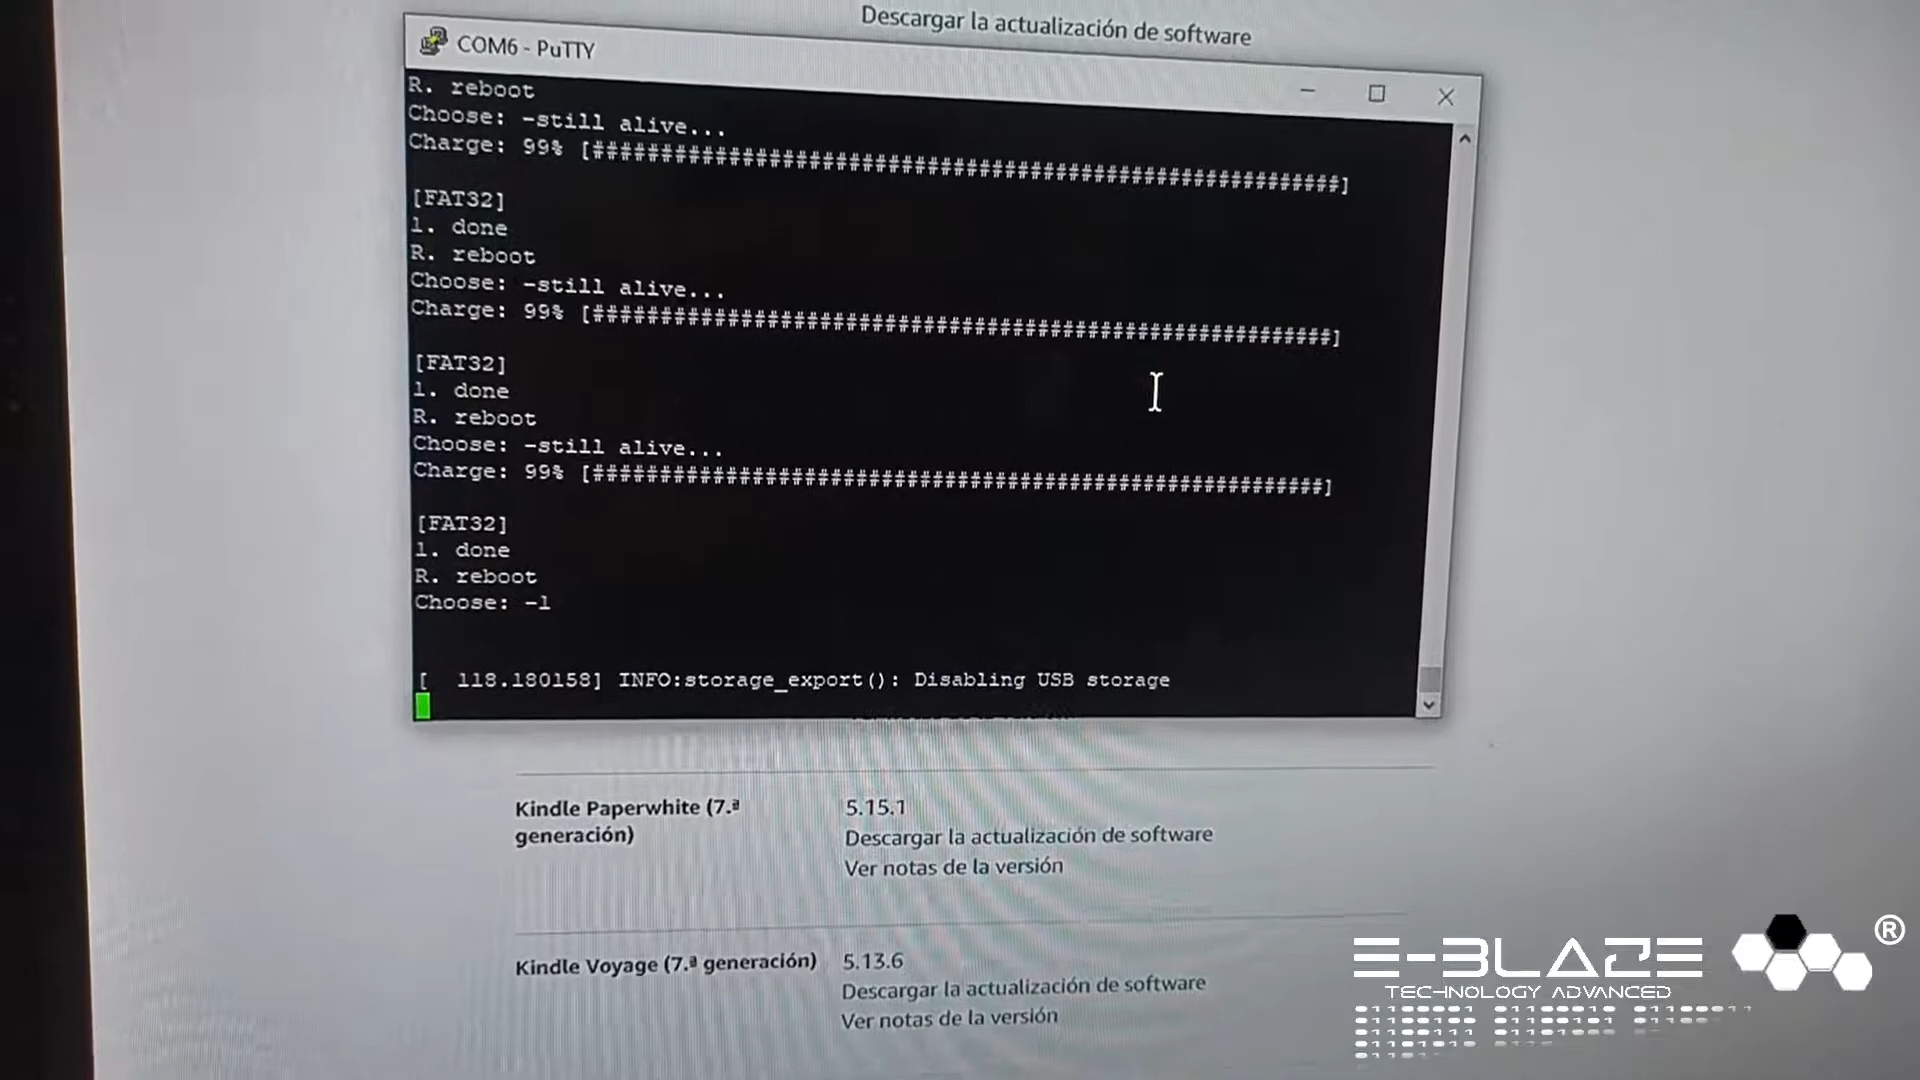 Descargar la actualización de software
COM6 - PuTTY
R. reboot
Choose: -still alive...
Charge: 99% [############################################################]
[FAT32]
1. done
R. reboot
Choose: -still alive...
Charge: 99% [############################################################]
[FAT32]
1. done
R. reboot
Choose: -still alive...
Charge: 99% [############################################################]
[FAT32]
1. done
R. reboot
Choose: -1
[  118.180158] INFO:storage_export(): Disabling USB storage
Kindle Paperwhite (7.ª generación)
5.15.1
Descargar la actualización de software
Ver notas de la versión
Kindle Voyage (7.ª generación)
5.13.6
Descargar la actualización de software
Ver notas de la versión
E-BLAZE
TECHNOLOGY ADVANCED
®